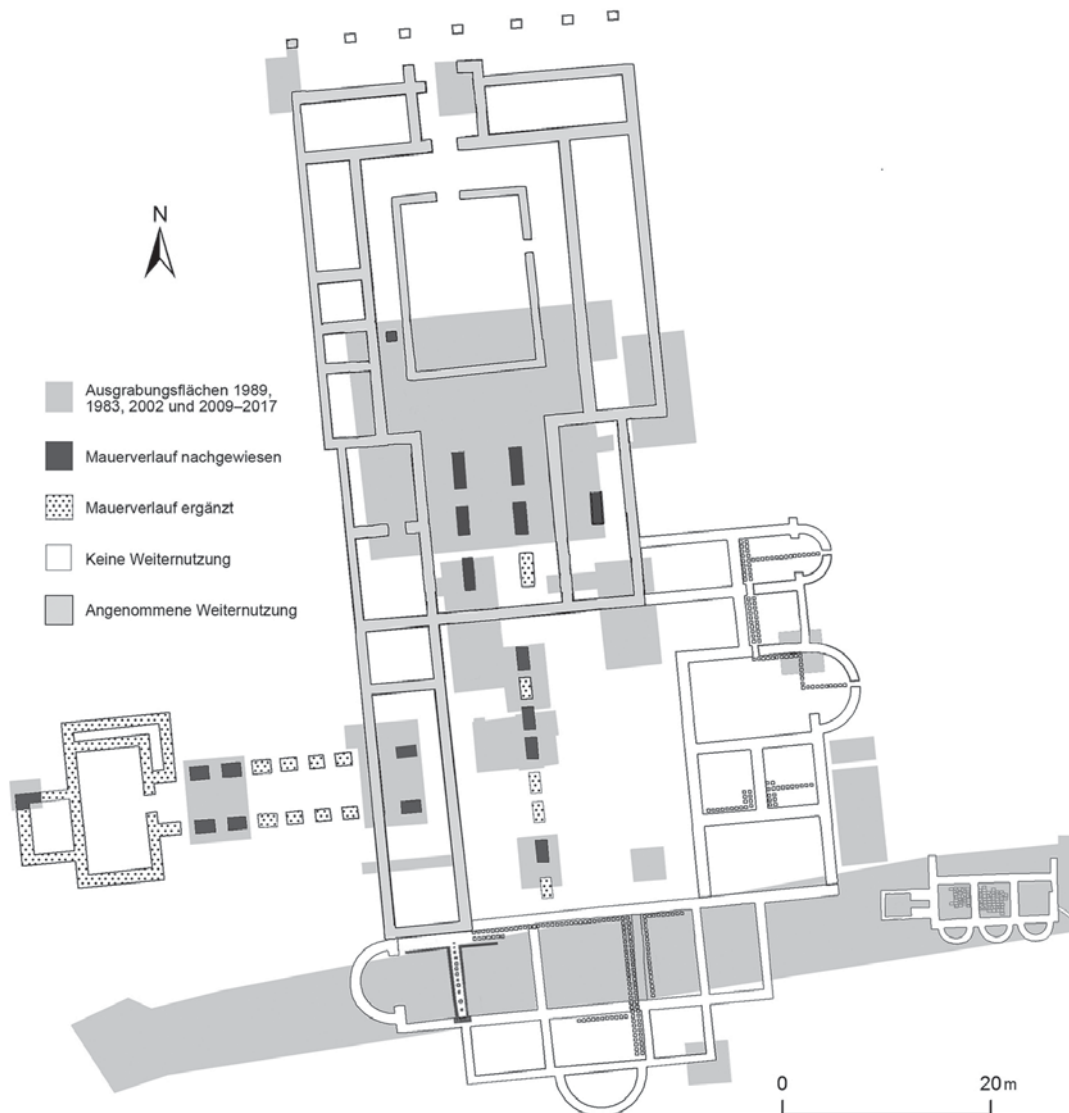 N
Ausgrabungsflächen 1989,
1983, 2002 und 2009–2017
Mauerverlauf nachgewiesen
Mauerverlauf ergänzt
Keine Weiternutzung
Angenommene Weiternutzung
0 20 m